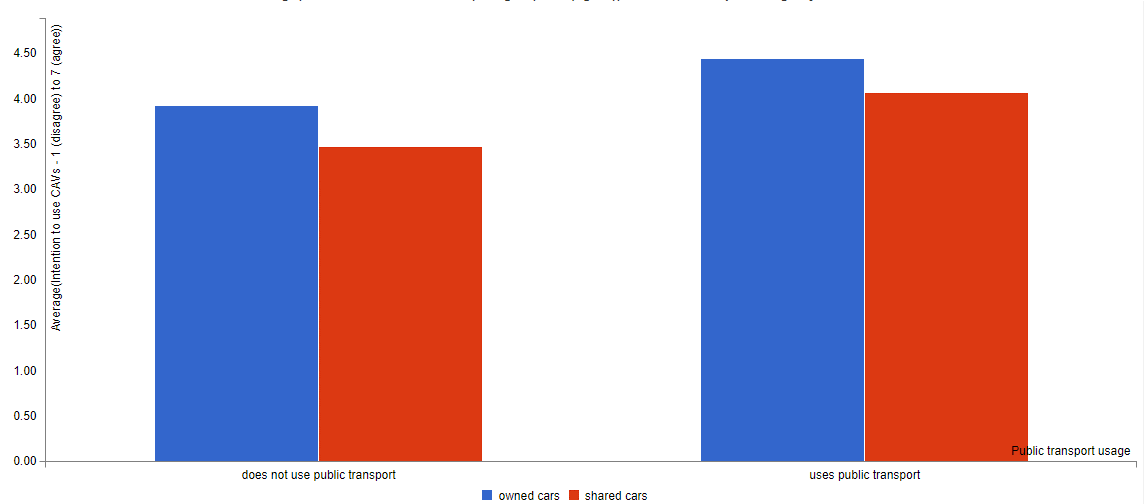 4.50
4.00
3.50
3.00
2.50
2.00
1.50
1.00
0.50
0.00
Average(Intention to use CAVs - 1 (disagree) to 7 (agree))
Public transport usage
does not use public transport
uses public transport
owned cars
shared cars